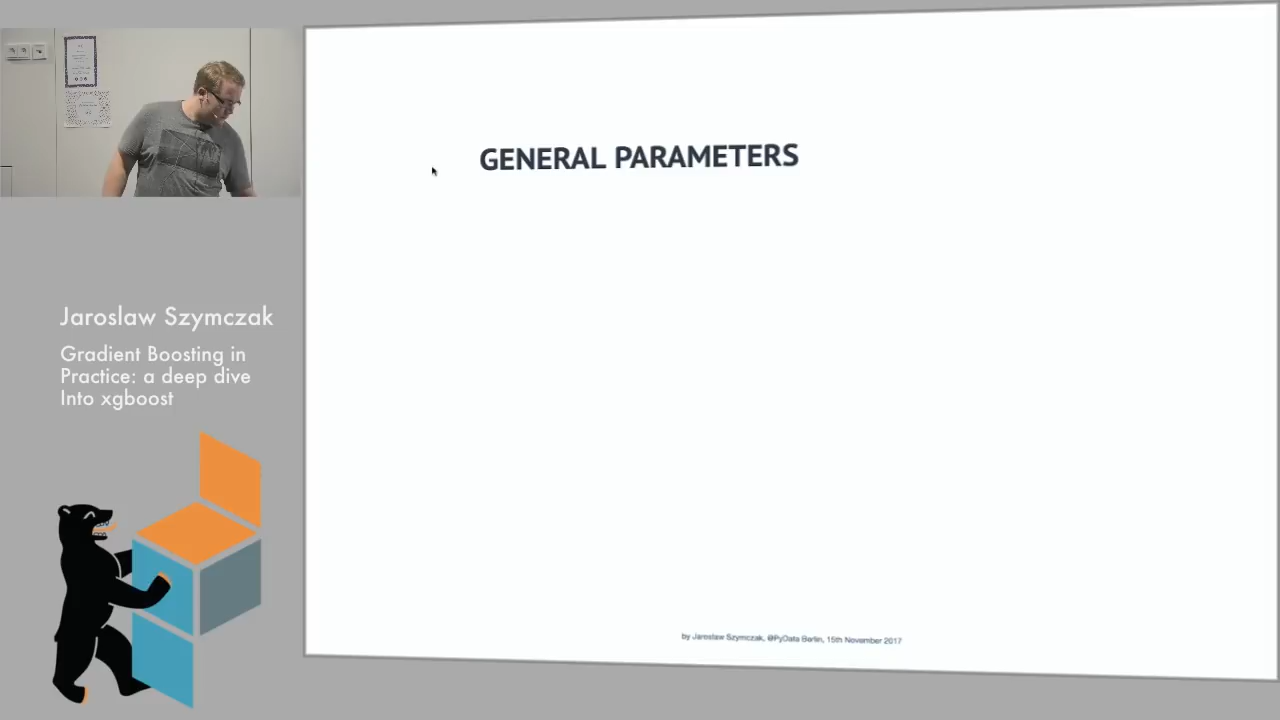 GENERAL PARAMETERS
Jaroslaw Szymczak
Gradient Boosting in
Practice: a deep dive
Into xgboost
by Jaroslaw Szymczak, @PyData Berlin, 15th November 2017